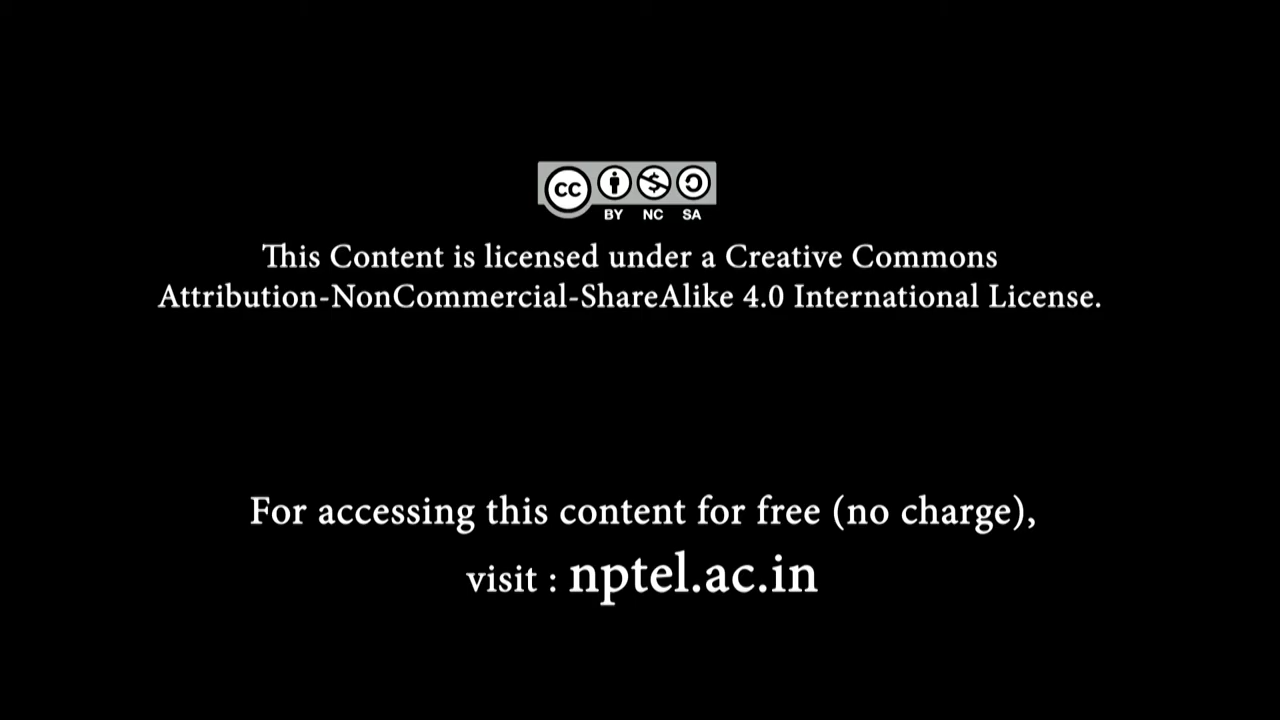 cc
BY NC SA
This Content is licensed under a Creative Commons
Attribution-NonCommercial-ShareAlike 4.0 International License.
For accessing this content for free (no charge),
visit : nptel.ac.in